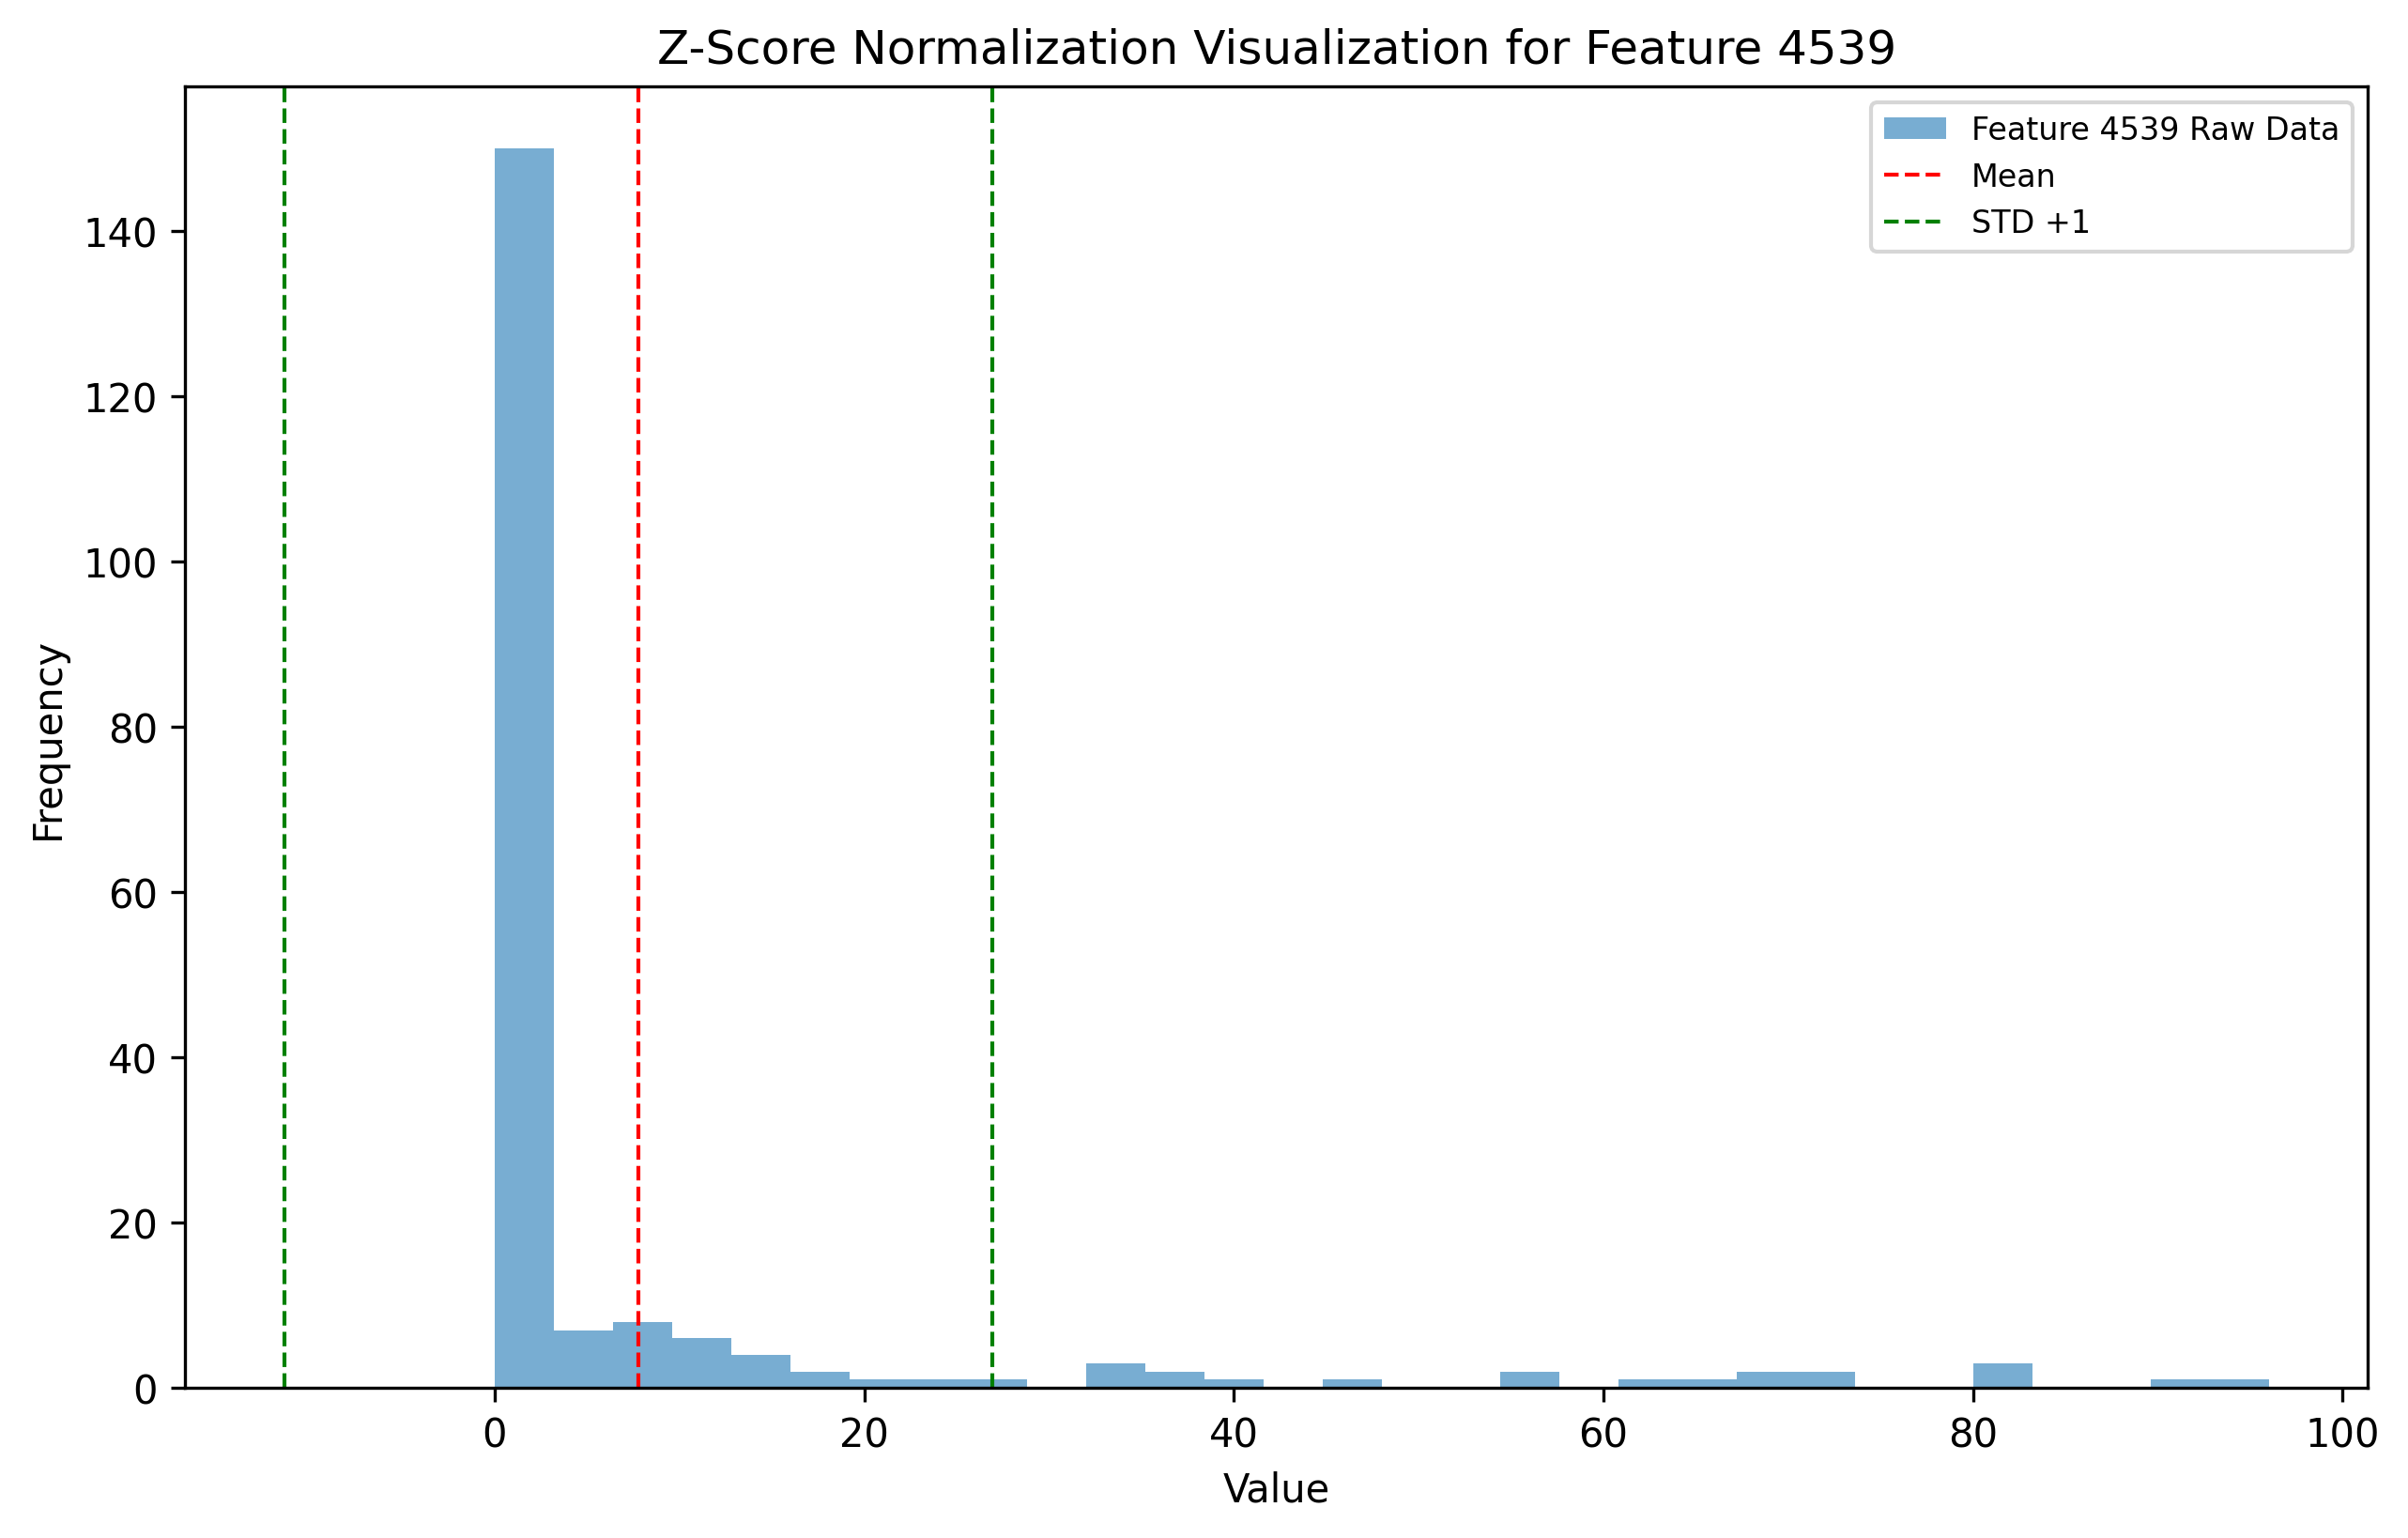 Z-Score Normalization Visualization for Feature 4539
Feature 4539 Raw Data
Mean
STD +1
140
120
100
80
60
40
20
0
Frequency
0 20 40 60 80 100
Value